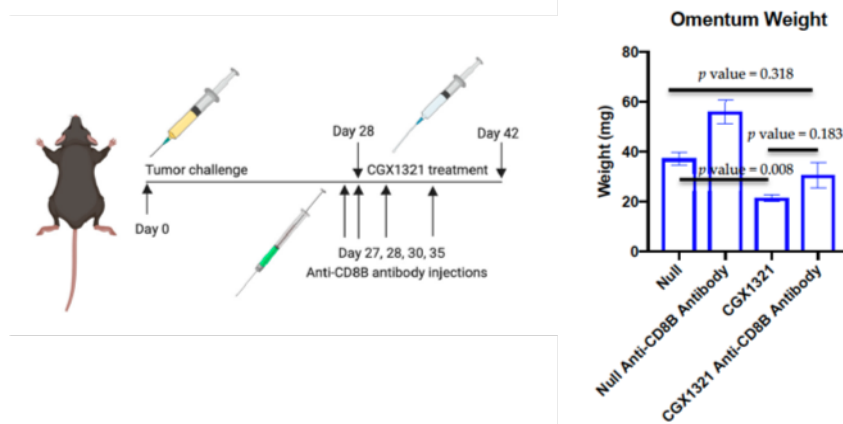 Day 28
Day 42
Tumor challenge
CGX1321 treatment
Day 0
Day 27, 28, 30, 35
Anti-CD8B antibody injections
Omentum Weight
Weight (mg)
80
60
40
20
0
p value = 0.318
p value = 0.183
p value = 0.008
Null
Null Anti-CD8B Antibody
CGX1321
CGX1321 Anti-CD8B Antibody